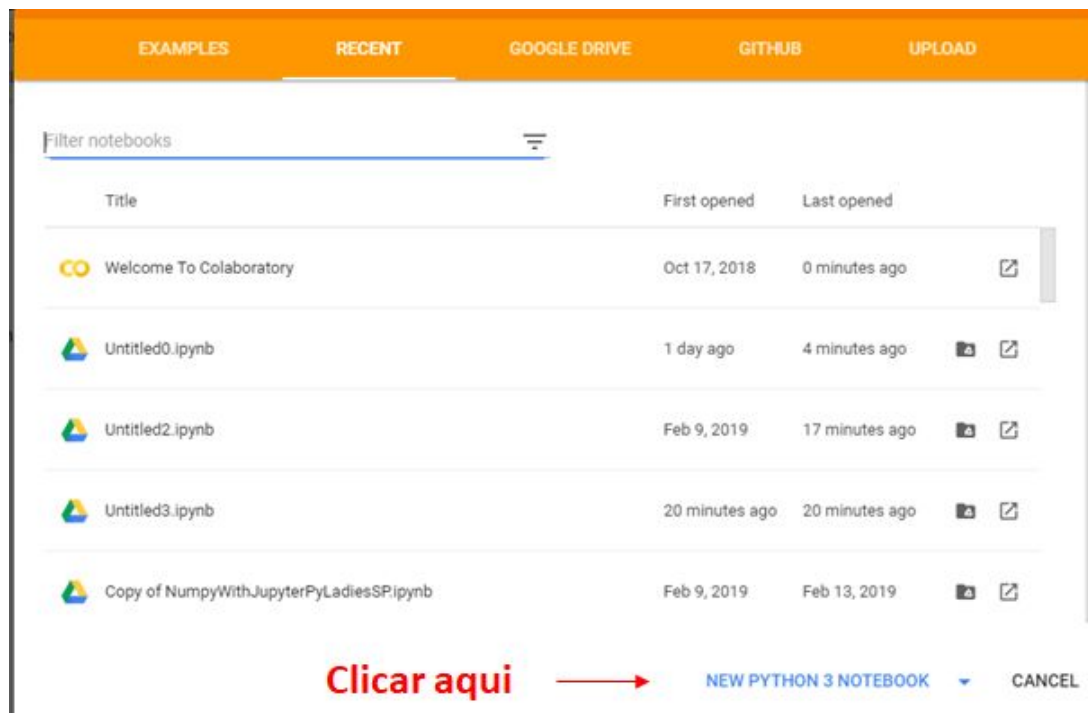 EXAMPLES RECENT GOOGLE DRIVE GITHUB UPLOAD
Filter notebooks
Title First opened Last opened
CO Welcome To Colaboratory Oct 17, 2018 0 minutes ago
Untitled0.ipynb 1 day ago 4 minutes ago
Untitled2.ipynb Feb 9, 2019 17 minutes ago
Untitled3.ipynb 20 minutes ago 20 minutes ago
Copy of NumpyWithJupyterPyLadiesSP.ipynb Feb 9, 2019 Feb 13, 2019
Clicar aqui NEW PYTHON 3 NOTEBOOK CANCEL